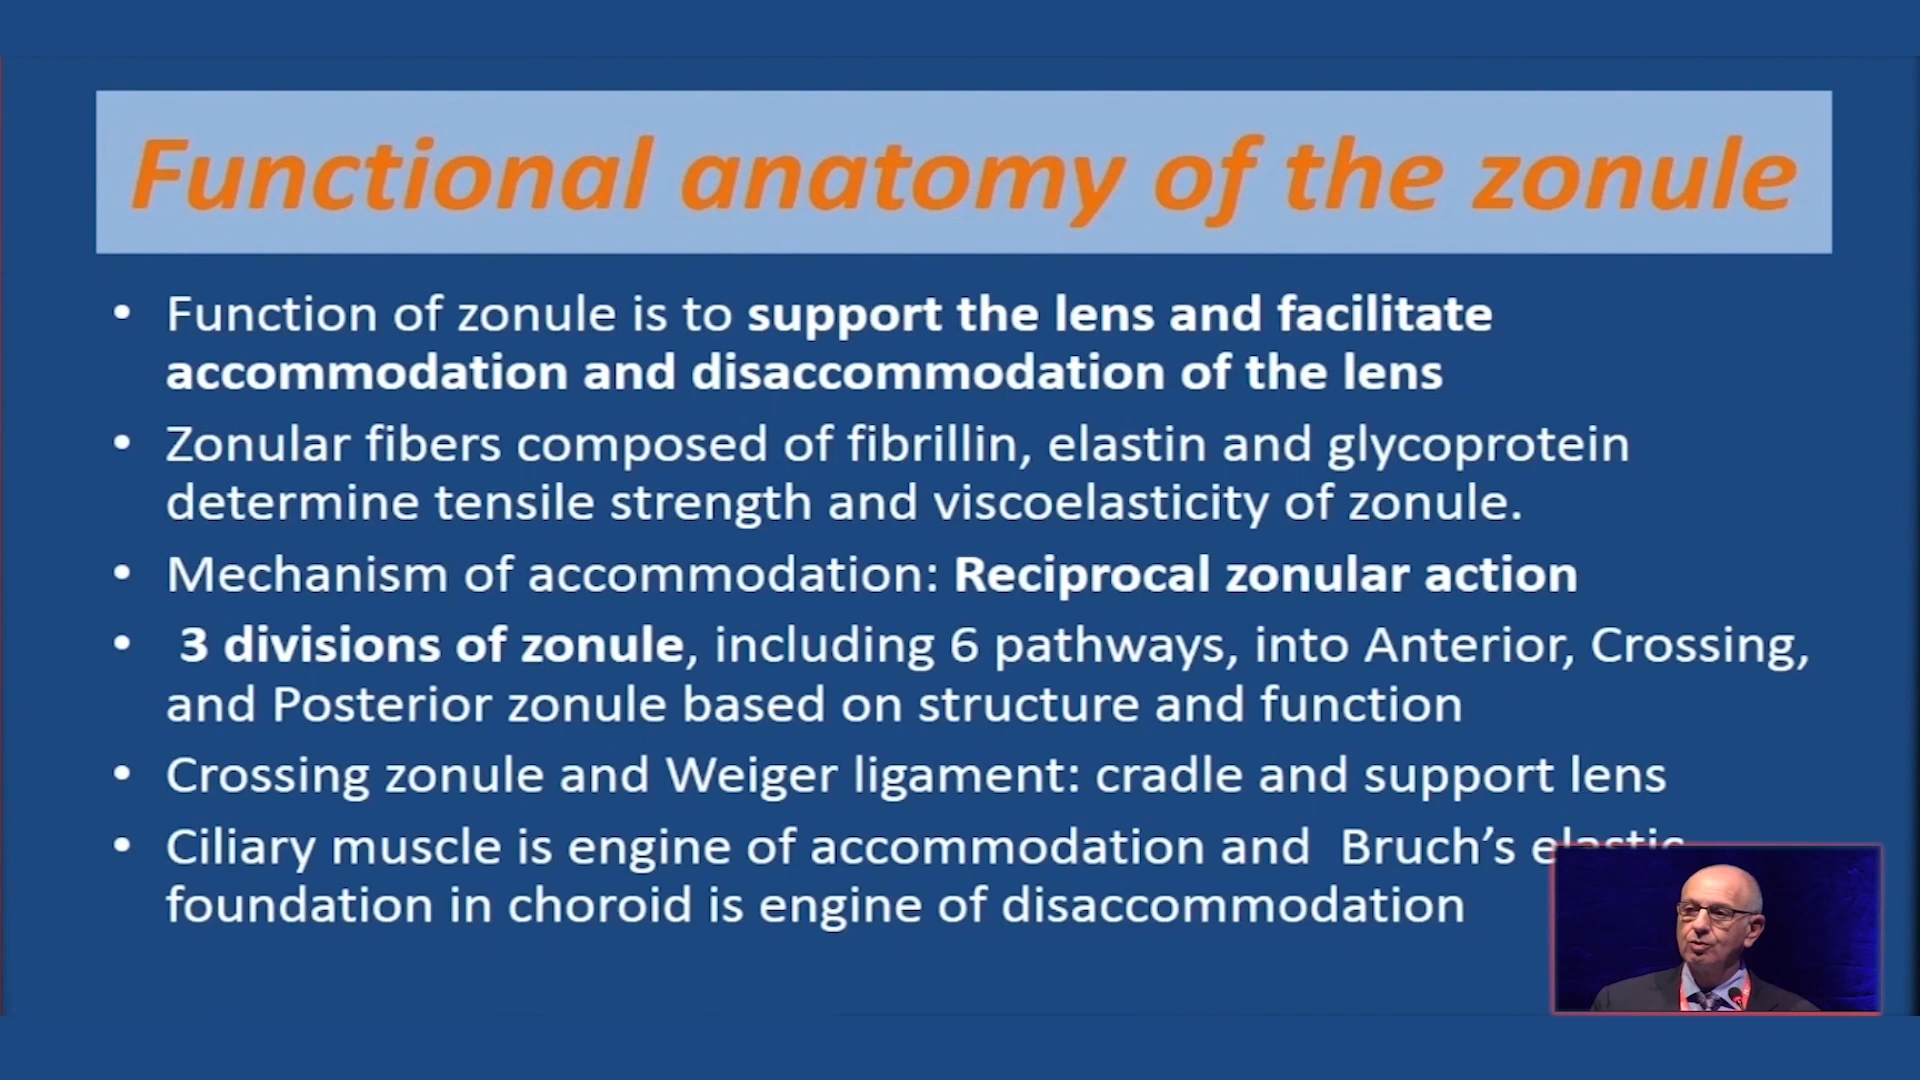 Functional anatomy of the zonule
• Function of zonule is to support the lens and facilitate
accommodation and disaccommodation of the lens
• Zonular fibers composed of fibrillin, elastin and glycoprotein
determine tensile strength and viscoelasticity of zonule.
• Mechanism of accommodation: Reciprocal zonular action
• 3 divisions of zonule, including 6 pathways, into Anterior, Crossing,
and Posterior zonule based on structure and function
• Crossing zonule and Weiger ligament: cradle and support lens
• Ciliary muscle is engine of accommodation and Bruch’s elastic
foundation in choroid is engine of disaccommodation